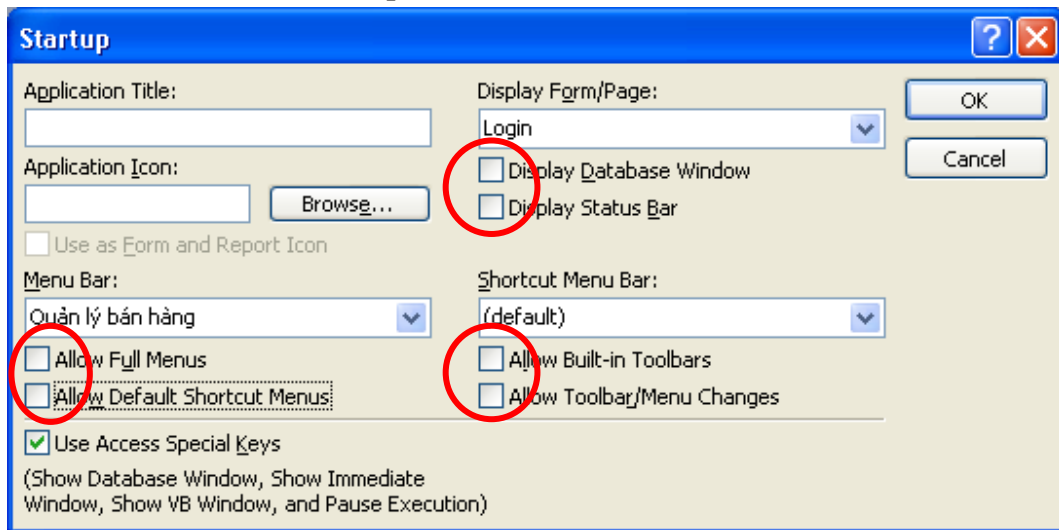 Startup
Application Title:
Display Form/Page:
OK
Login
Cancel
Application Icon:
Display Database Window
Browse...
Display Status Bar
Use as Form and Report Icon
Menu Bar:
Shortcut Menu Bar:
Quản lý bán hàng
(default)
Allow Full Menus
Allow Built-in Toolbars
Allow Default Shortcut Menus
Allow Toolbar/Menu Changes
Use Access Special Keys
(Show Database Window, Show Immediate
Window, Show VB Window, and Pause Execution)